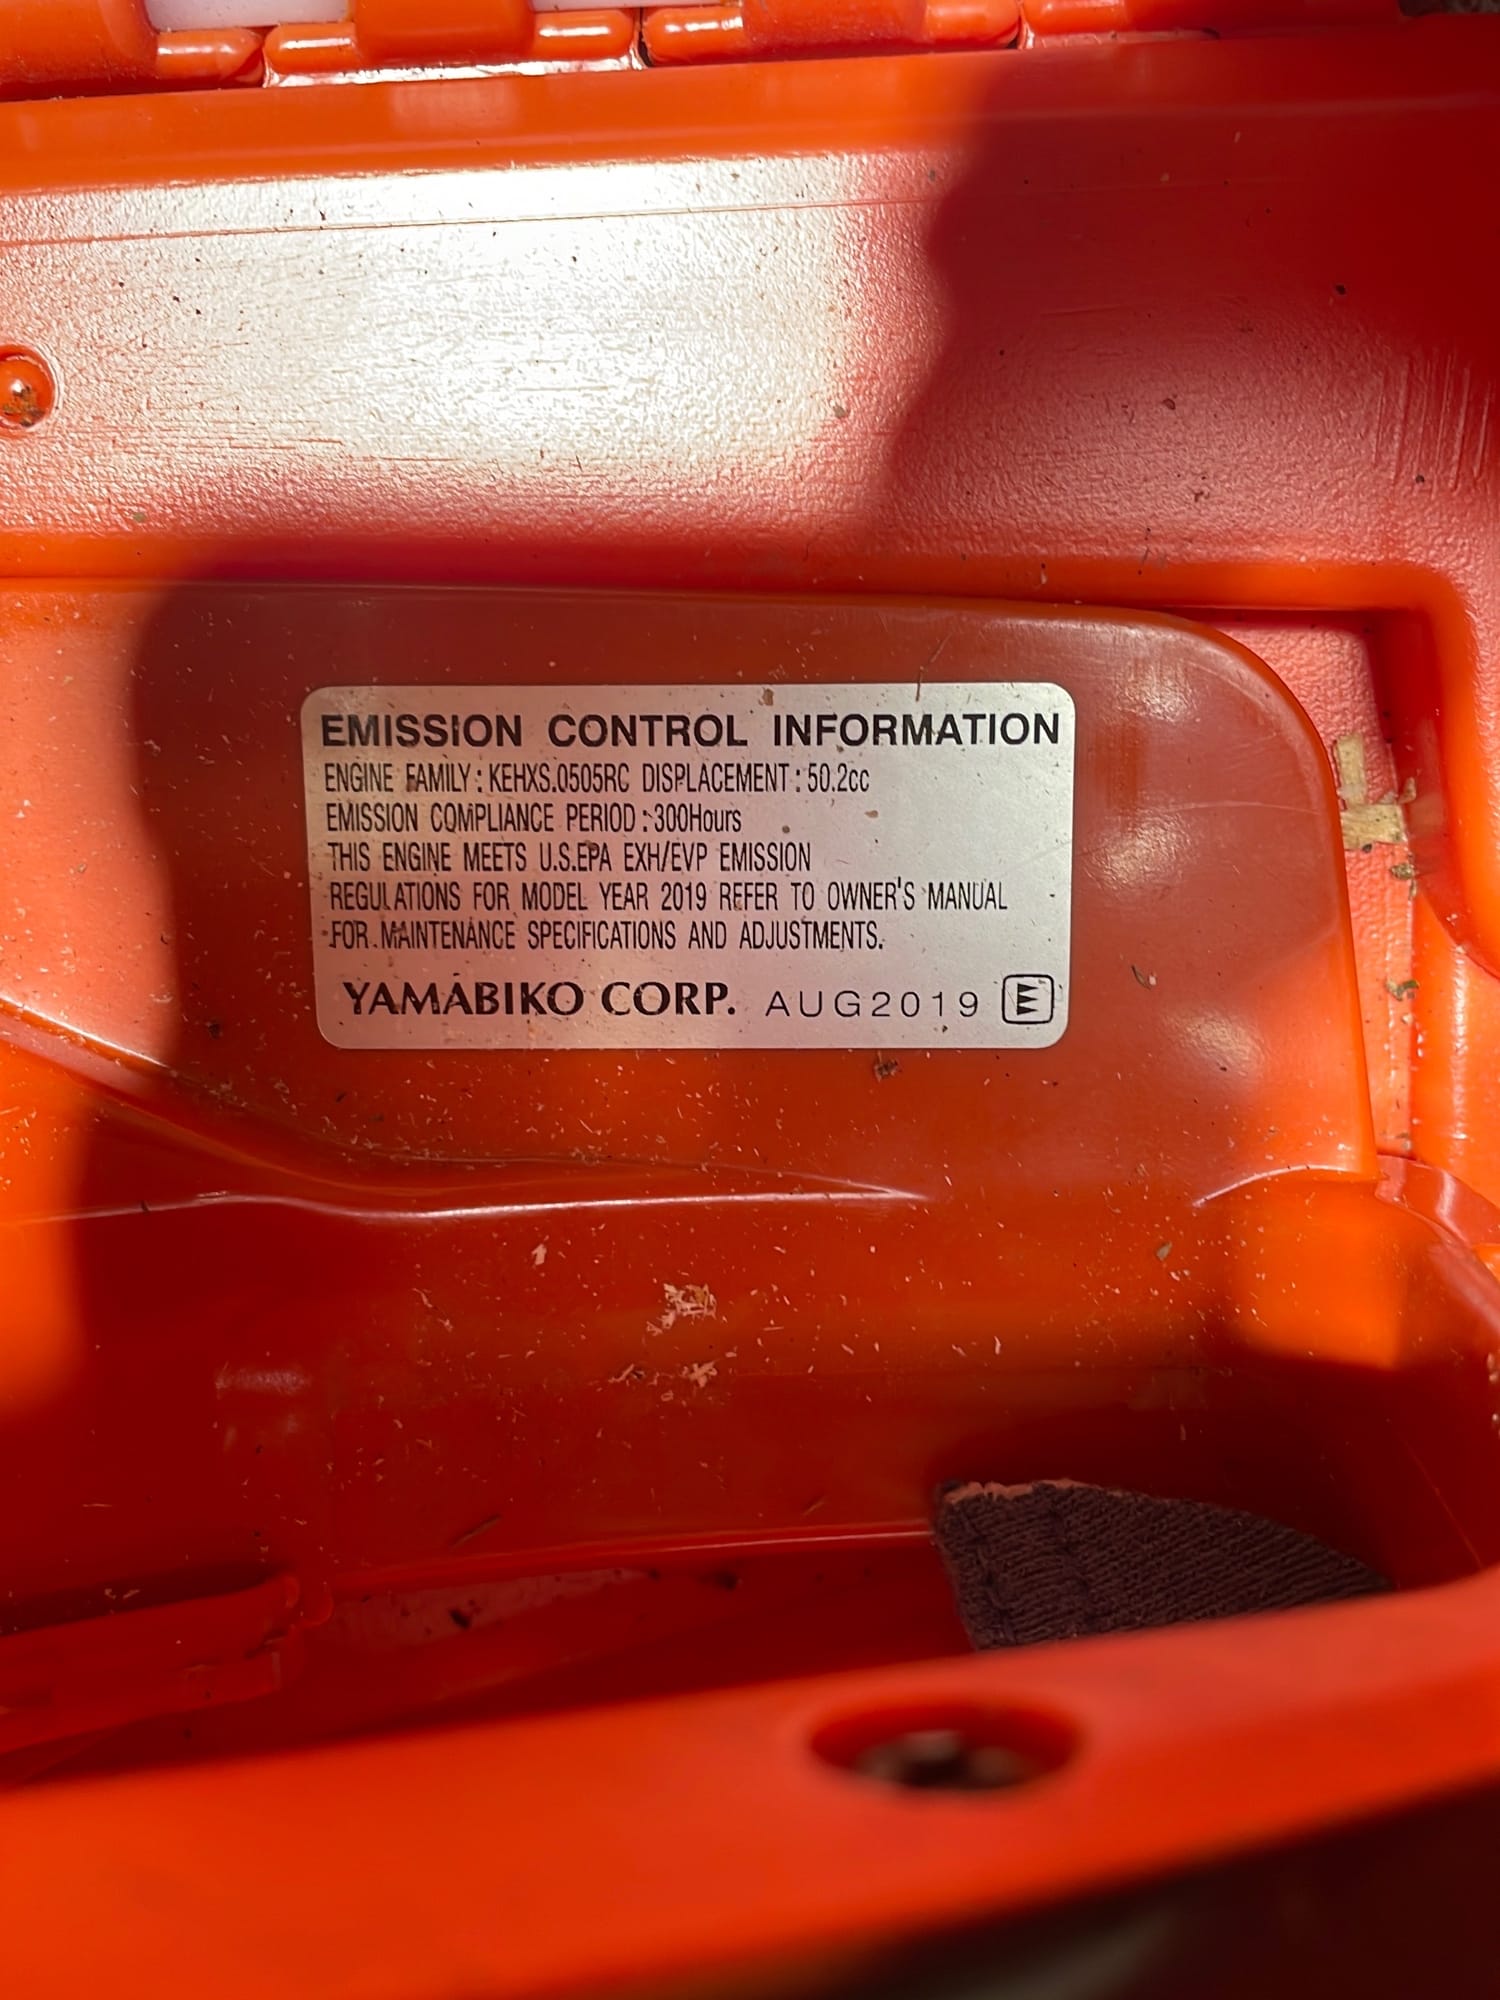 EMISSION CONTROL INFORMATION
ENGINE FAMILY : KEHXS.0505RC DISPLACEMENT : 50.2cc
EMISSION COMPLIANCE PERIOD : 300Hours
THIS ENGINE MEETS U.S.EPA EXH/EVP EMISSION
REGULATIONS FOR MODEL YEAR 2019 REFER TO OWNER'S MANUAL
FOR MAINTENANCE SPECIFICATIONS AND ADJUSTMENTS.
YAMABIKO CORP. AUG2019 E